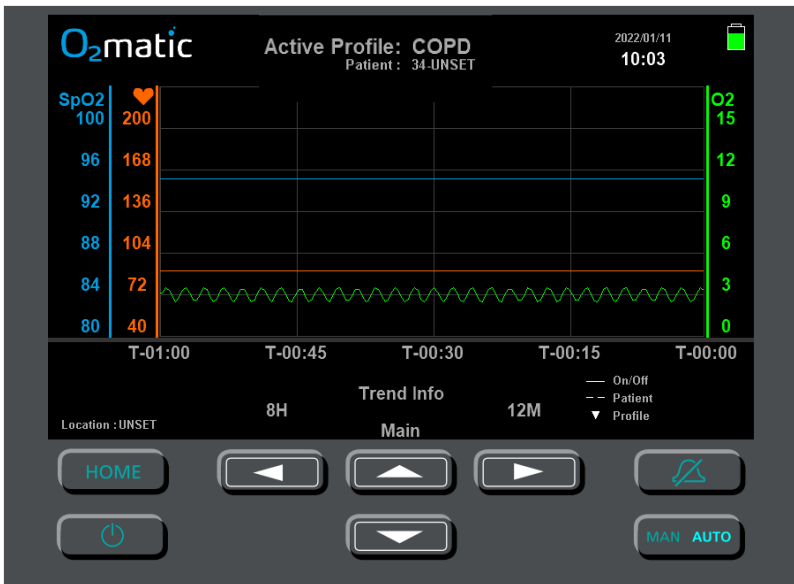 O2matic
Active Profile: COPD
Patient : 34-UNSET
2022/01/11
10:03
SpO2 O2
100 200 15
96 168 12
92 136 9
88 104 6
84 72 3
80 40 0
T-01:00 T-00:45 T-00:30 T-00:15 T-00:00
Trend Info
8H 12M
Main
On/Off
Patient
Profile
Location :UNSET
HOME
MAN AUTO